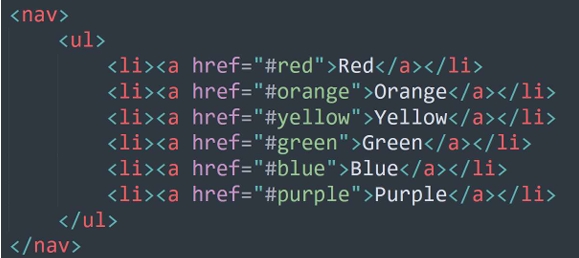 <nav>
<ul>
<li><a href="#red">Red</a></li>
<li><a href="#orange">Orange</a></li>
<li><a href="#yellow">Yellow</a></li>
<li><a href="#green">Green</a></li>
<li><a href="#blue">Blue</a></li>
<li><a href="#purple">Purple</a></li>
</ul>
</nav>